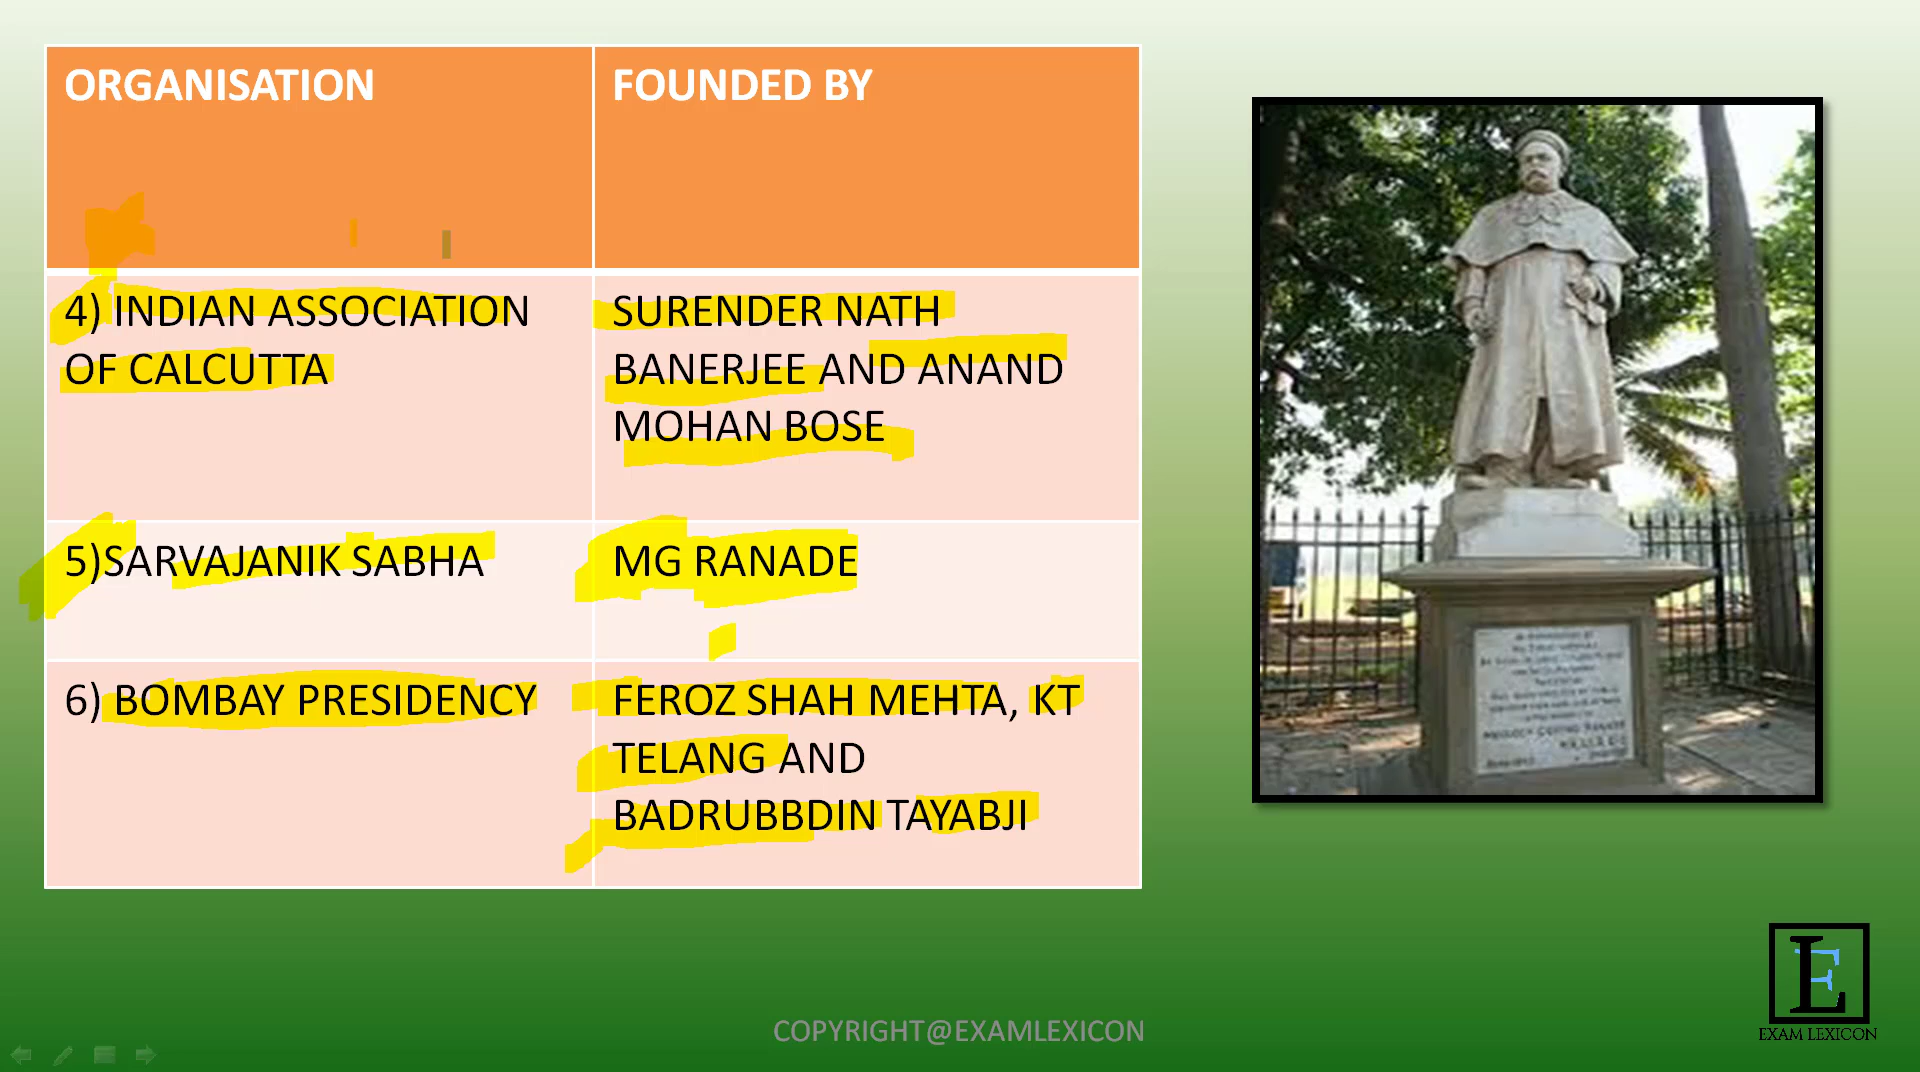 ORGANISATION
FOUNDED BY
4) INDIAN ASSOCIATION
OF CALCUTTA
SURENDER NATH
BANERJEE AND ANAND
MOHAN BOSE
5)SARVAJANIK SABHA
MG RANADE
6) BOMBAY PRESIDENCY
FEROZ SHAH MEHTA, KT
TELANG AND
BADRUBBDIN TAYABJI
COPYRIGHT@EXAMLEXICON
LE
EXAM LEXICON